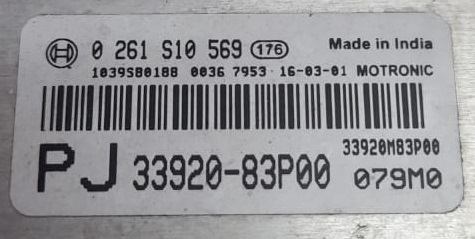 0 261 S10 569 176 Made in India
1039S80188 0036 7953 16-03-01 MOTRONIC
33920M83P00
PJ 33920-83P00 079M0